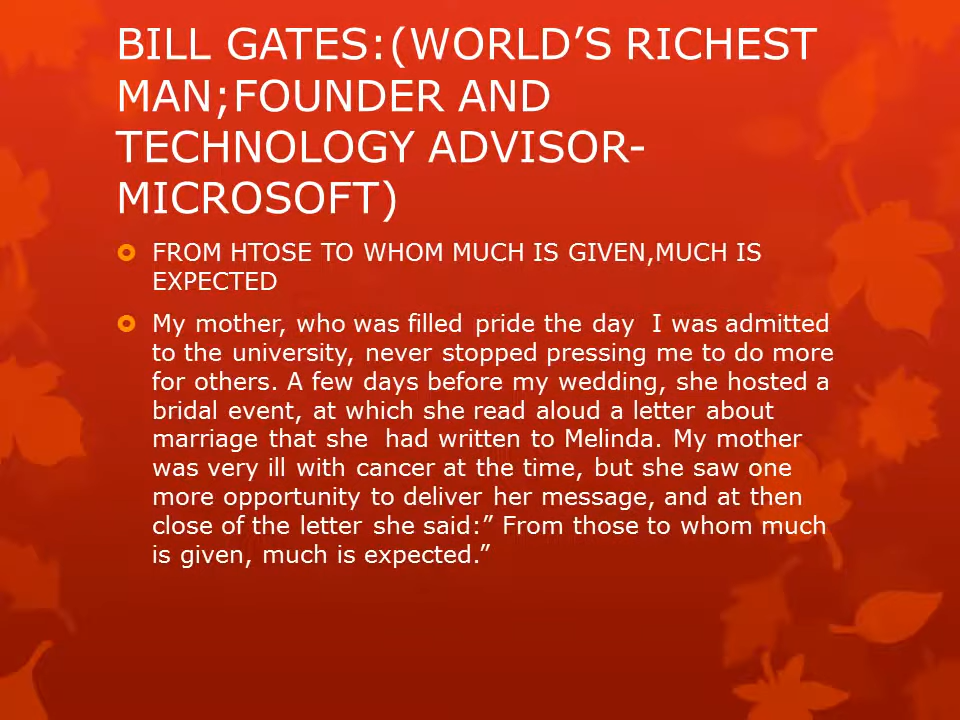 BILL GATES:(WORLD’S RICHEST
MAN;FOUNDER AND
TECHNOLOGY ADVISOR-
MICROSOFT)
FROM HTOSE TO WHOM MUCH IS GIVEN,MUCH IS
EXPECTED
My mother, who was filled pride the day I was admitted
to the university, never stopped pressing me to do more
for others. A few days before my wedding, she hosted a
bridal event, at which she read aloud a letter about
marriage that she had written to Melinda. My mother
was very ill with cancer at the time, but she saw one
more opportunity to deliver her message, and at then
close of the letter she said:” From those to whom much
is given, much is expected.”